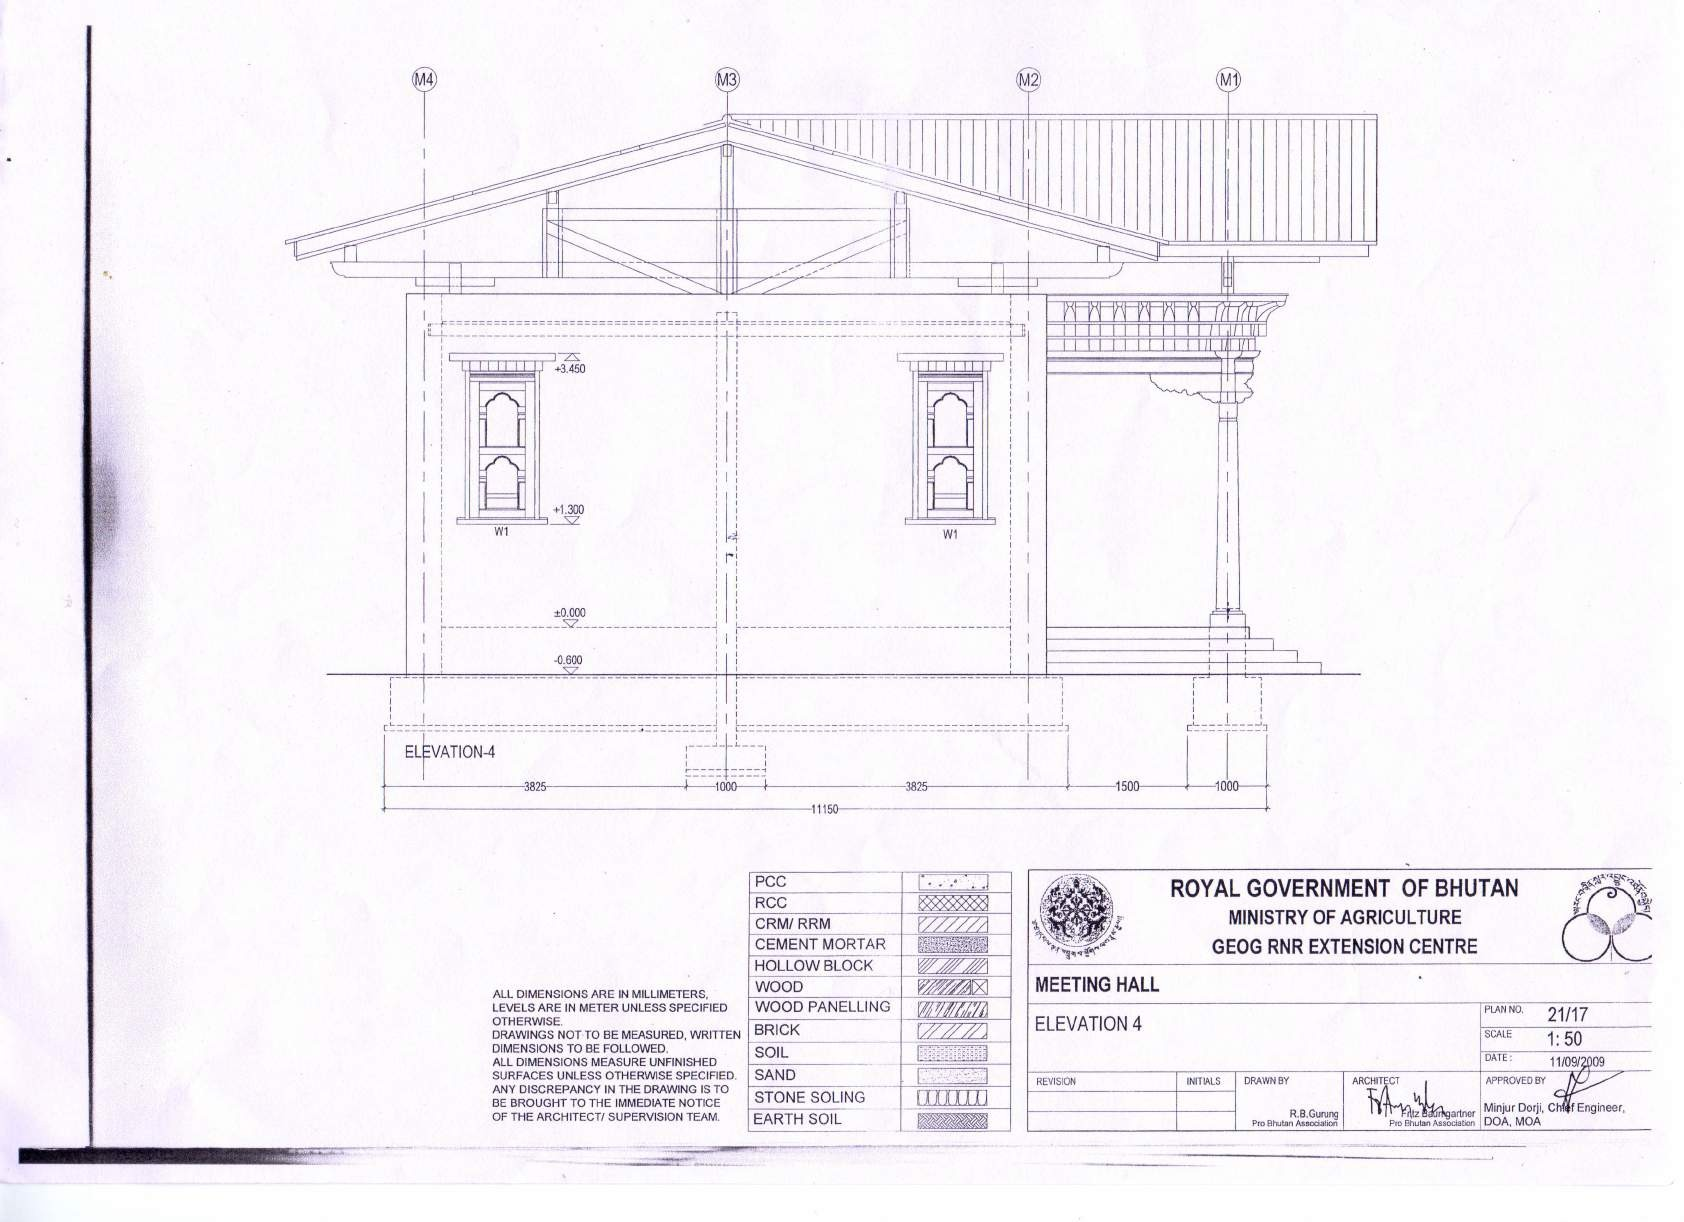 M4
M3
M2
M1
+3.450
+1.300
W1
W1
±0.000
-0.600
ELEVATION-4
3825
1000
3825
1500
1000
11150
ALL DIMENSIONS ARE IN MILLIMETERS,
LEVELS ARE IN METER UNLESS SPECIFIED
OTHERWISE.
DRAWINGS NOT TO BE MEASURED, WRITTEN
DIMENSIONS TO BE FOLLOWED.
ALL DIMENSIONS MEASURE UNFINISHED
SURFACES UNLESS OTHERWISE SPECIFIED.
ANY DISCREPANCY IN THE DRAWING IS TO
BE BROUGHT TO THE IMMEDIATE NOTICE
OF THE ARCHITECT/ SUPERVISION TEAM.
PCC
RCC
CRM/ RRM
CEMENT MORTAR
HOLLOW BLOCK
WOOD
WOOD PANELLING
BRICK
SOIL
SAND
STONE SOLING
EARTH SOIL
ROYAL GOVERNMENT OF BHUTAN
MINISTRY OF AGRICULTURE
GEOG RNR EXTENSION CENTRE
MEETING HALL
ELEVATION 4
PLAN NO. 21/17
SCALE 1: 50
DATE : 11/09/2009
REVISION
INITIALS
DRAWN BY
R.B.Gurung
Pro Bhutan Association
ARCHITECT
Fritz Baumgartner
Pro Bhutan Association
APPROVED BY
Minjur Dorji, Chief Engineer,
DOA, MOA